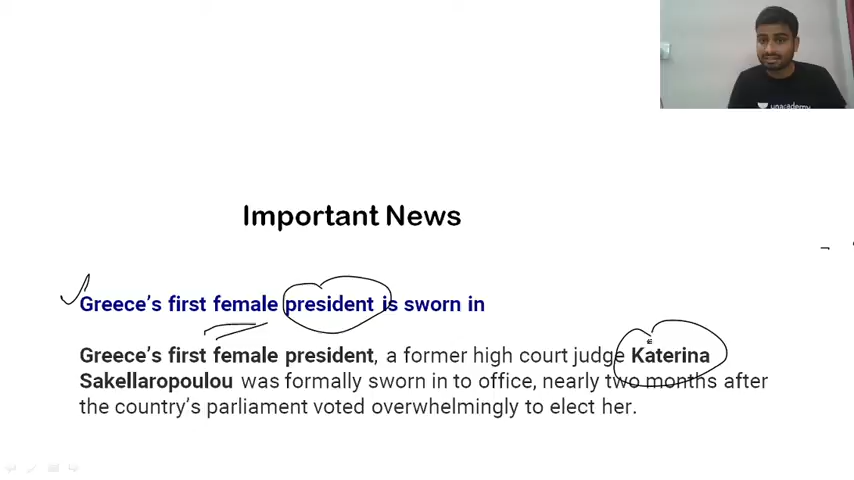 unacademy
Important News
Greece's first female president is sworn in
Greece's first female president, a former high court judge Katerina
Sakellaropoulou was formally sworn in to office, nearly two months after
the country's parliament voted overwhelmingly to elect her.